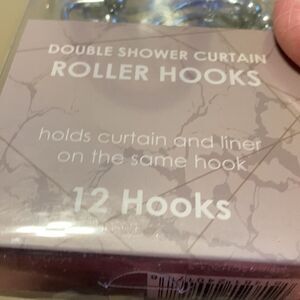 DOUBLE SHOWER CURTAIN
ROLLER HOOKS
holds curtain and liner
on the same hook
12 Hooks